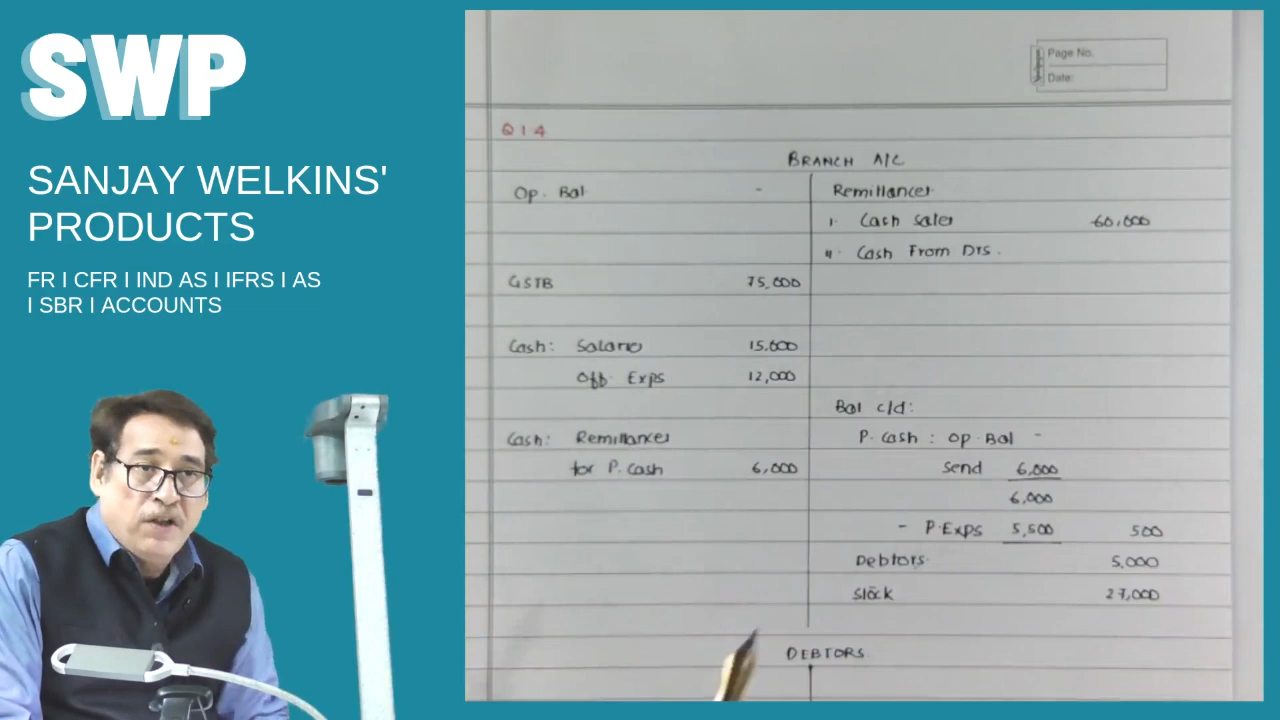 SWP
SANJAY WELKINS'
PRODUCTS
FR I CFR I IND AS I IFRS I AS
I SBR I ACCOUNTS
Page No.
Date:
Q14
BRANCH A/C
Op. Bal -
Remittances
i. Cash Sales 60,000
ii. Cash From Drs.
GSTB 75,000
Cash: Salaries 15,000
Off. Exps 12,000
Bal c/d:
Cash: Remittances
P. Cash: Op. Bal -
for P. Cash 6,000
Send 6,000
6,000
- P. Exps 5,500 500
Debtors 5,000
Stock 27,000
DEBTORS